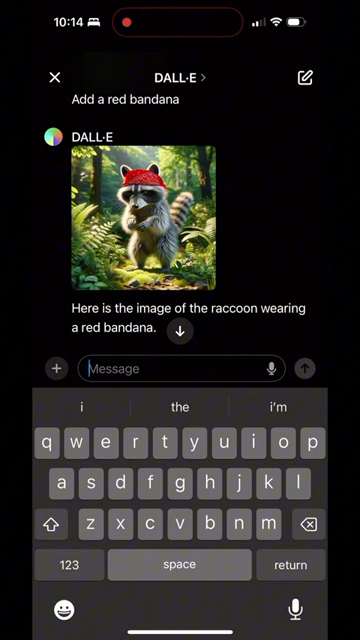 10:14
DALL·E >
Add a red bandana
DALL·E
Here is the image of the raccoon wearing
a red bandana.
Message
i the i'm
q w e r t y u i o p
a s d f g h j k l
z x c v b n m
123 space return